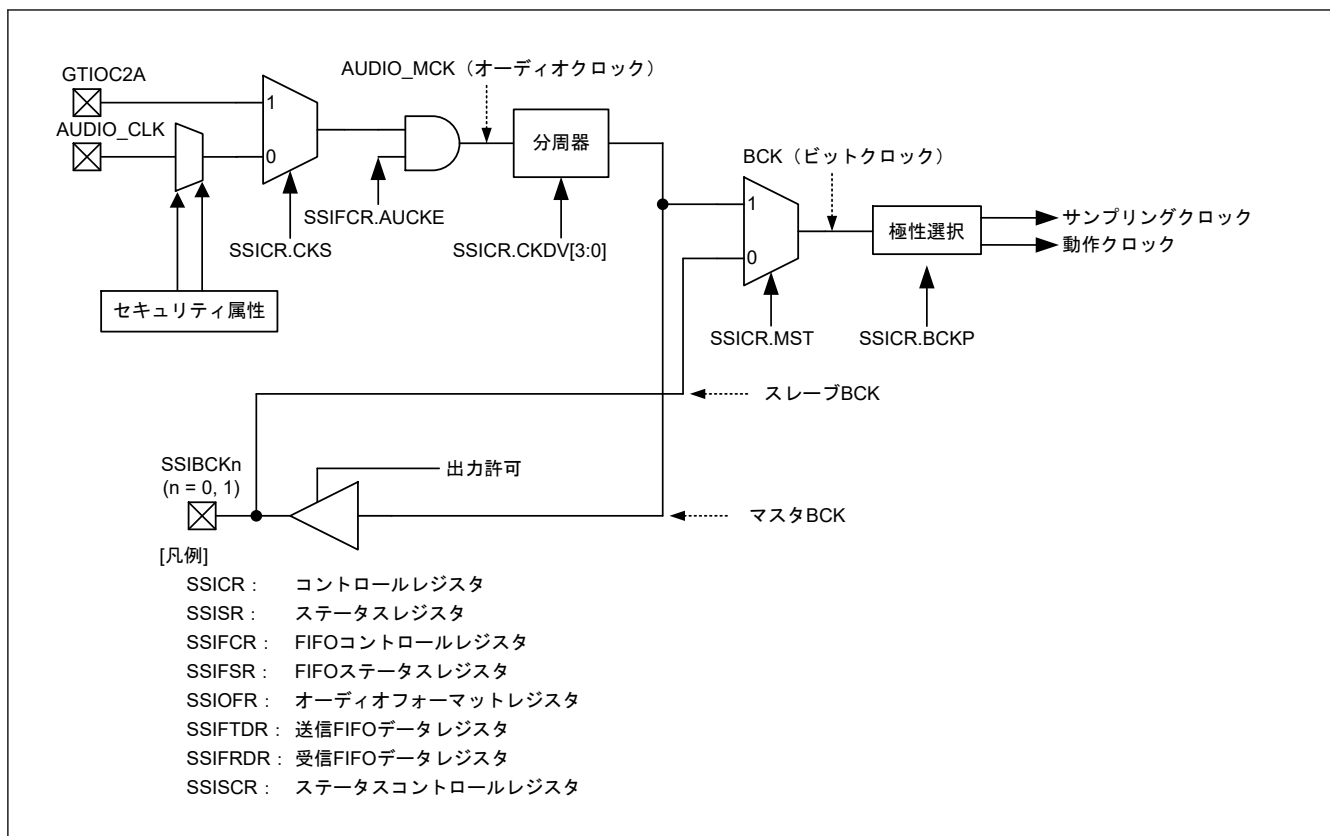 GTIOC2A
AUDIO_CLK
1
0
SSICR.CKS
セキュリティ属性
SSIFCR.AUCKE
AUDIO_MCK（オーディオクロック）
分周器
SSICR.CKDV[3:0]
BCK（ビットクロック）
1
0
SSICR.MST
極性選択
SSICR.BCKP
サンプリングクロック
動作クロック
スレーブBCK
SSIBCKn
(n = 0, 1)
出力許可
マスタBCK
[凡例]
SSICR： コントロールレジスタ
SSISR： ステータスレジスタ
SSIFCR： FIFOコントロールレジスタ
SSIFSR： FIFOステータスレジスタ
SSIOFR： オーディオフォーマットレジスタ
SSIFTDR： 送信FIFOデータレジスタ
SSIFRDR： 受信FIFOデータレジスタ
SSISCR： ステータスコントロールレジスタ